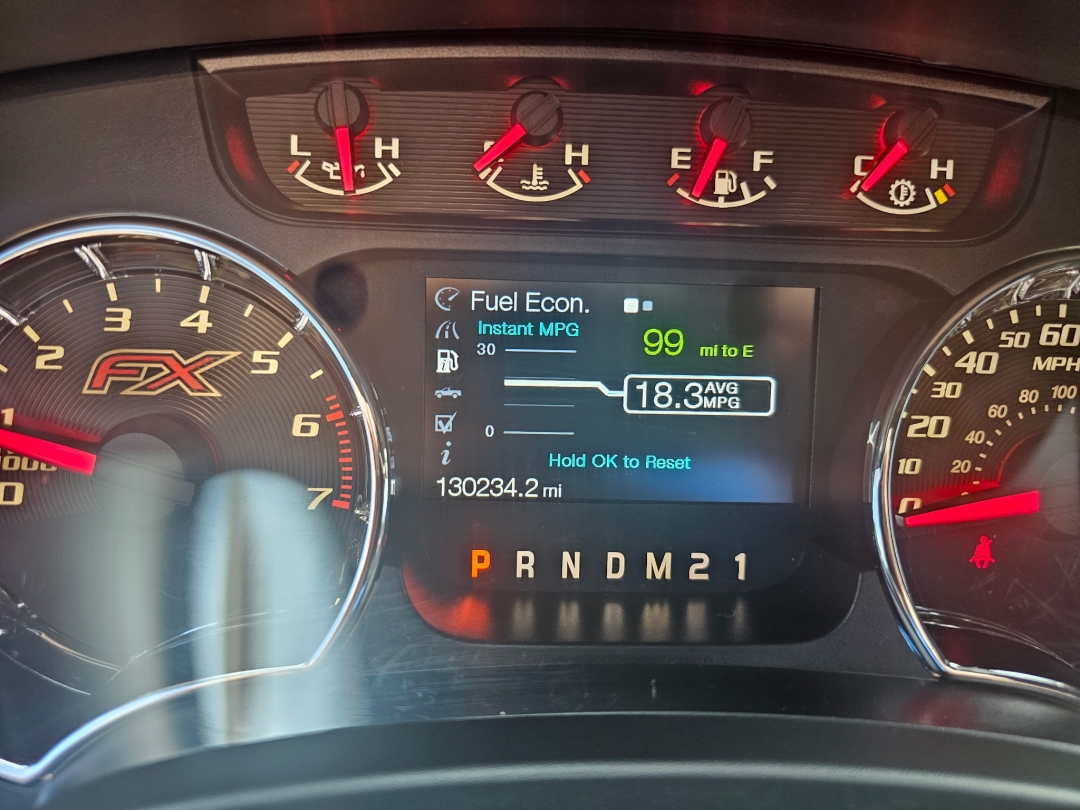 L H
H
E F
C H
1 2 3 4 5 6 7
0
FX
Fuel Econ.
Instant MPG
30
99 mi to E
18.3 AVG MPG
0
Hold OK to Reset
130234.2 mi
P R N D M 2 1
0 10 20 30 40 50 60
MPH
20 40 60 80 100